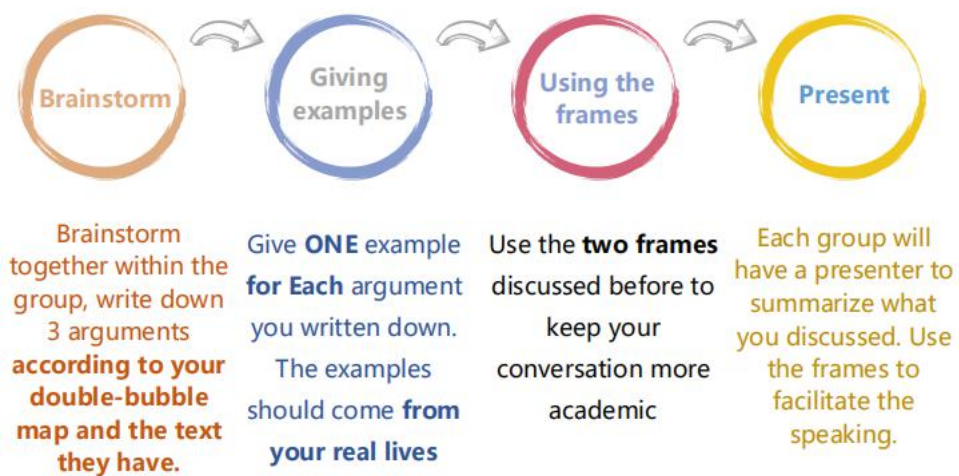 Brainstorm
Giving
examples
Using the
frames
Present
Brainstorm
together within the
group, write down
3 arguments
according to your
double-bubble
map and the text
they have.
Give ONE example
for Each argument
you written down.
The examples
should come from
your real lives
Use the two frames
discussed before to
keep your
conversation more
academic
Each group will
have a presenter to
summarize what
you discussed. Use
the frames to
facilitate the
speaking.